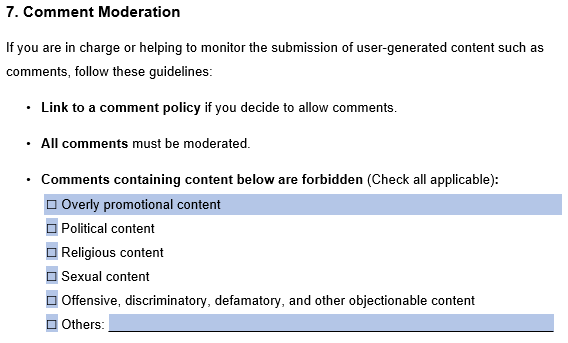 7. Comment Moderation
If you are in charge or helping to monitor the submission of user-generated content such as
comments, follow these guidelines:
• Link to a comment policy if you decide to allow comments.
• All comments must be moderated.
• Comments containing content below are forbidden (Check all applicable):
☐ Overly promotional content
☐ Political content
☐ Religious content
☐ Sexual content
☐ Offensive, discriminatory, defamatory, and other objectionable content
☐ Others: